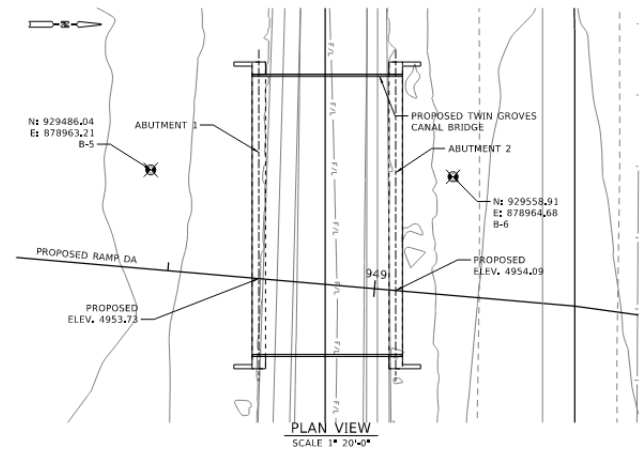 N
N: 929486.04
E: 878963.21
B-5
ABUTMENT 1
PROPOSED TWIN GROVES
CANAL BRIDGE
ABUTMENT 2
N: 929558.91
E: 878964.68
B-6
PROPOSED RAMP DA
PROPOSED
ELEV. 4954.09
949
PROPOSED
ELEV. 4953.73
F/L
F/L
F/L
F/L
F/L
F/L
F/L
PLAN VIEW
SCALE 1" 20'-0"